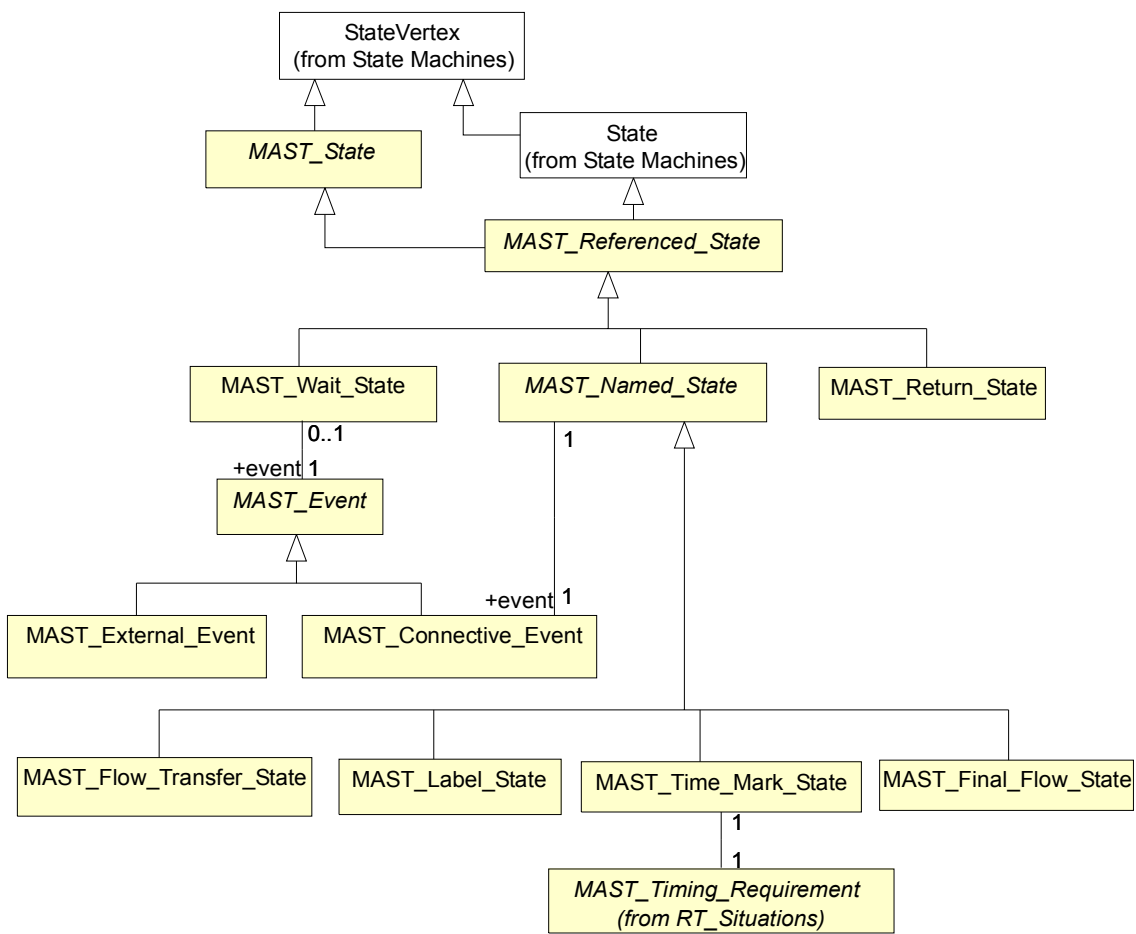 StateVertex
(from State Machines)
State
(from State Machines)
MAST_State
MAST_Referenced_State
MAST_Wait_State
MAST_Named_State
MAST_Return_State
0..1
1
+event 1
MAST_Event
+event 1
MAST_External_Event
MAST_Connective_Event
MAST_Flow_Transfer_State
MAST_Label_State
MAST_Time_Mark_State
MAST_Final_Flow_State
1
1
MAST_Timing_Requirement
(from RT_Situations)